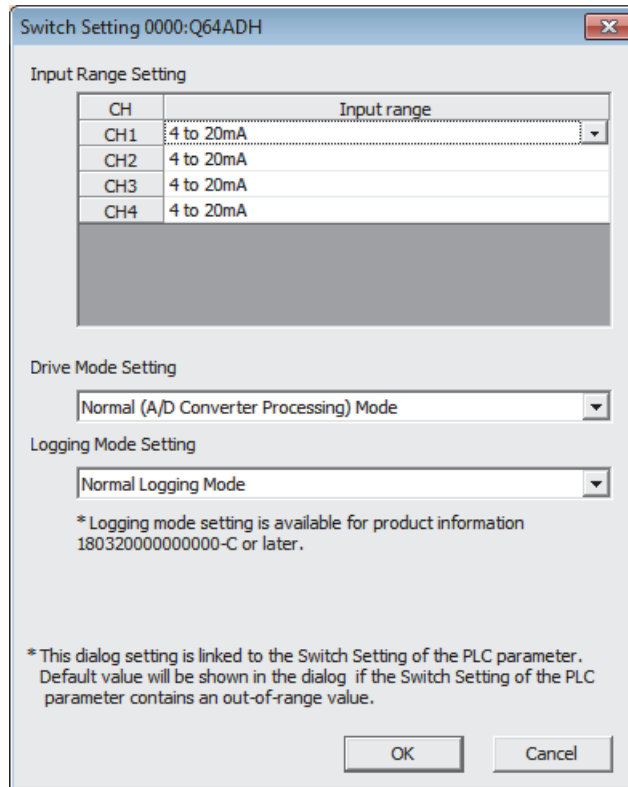 Switch Setting 0000:Q64ADH
Input Range Setting
CH Input range
CH1 4 to 20mA
CH2 4 to 20mA
CH3 4 to 20mA
CH4 4 to 20mA
Drive Mode Setting
Normal (A/D Converter Processing) Mode
Logging Mode Setting
Normal Logging Mode
* Logging mode setting is available for product information
180320000000000-C or later.
* This dialog setting is linked to the Switch Setting of the PLC parameter.
Default value will be shown in the dialog if the Switch Setting of the PLC
parameter contains an out-of-range value.
OK Cancel